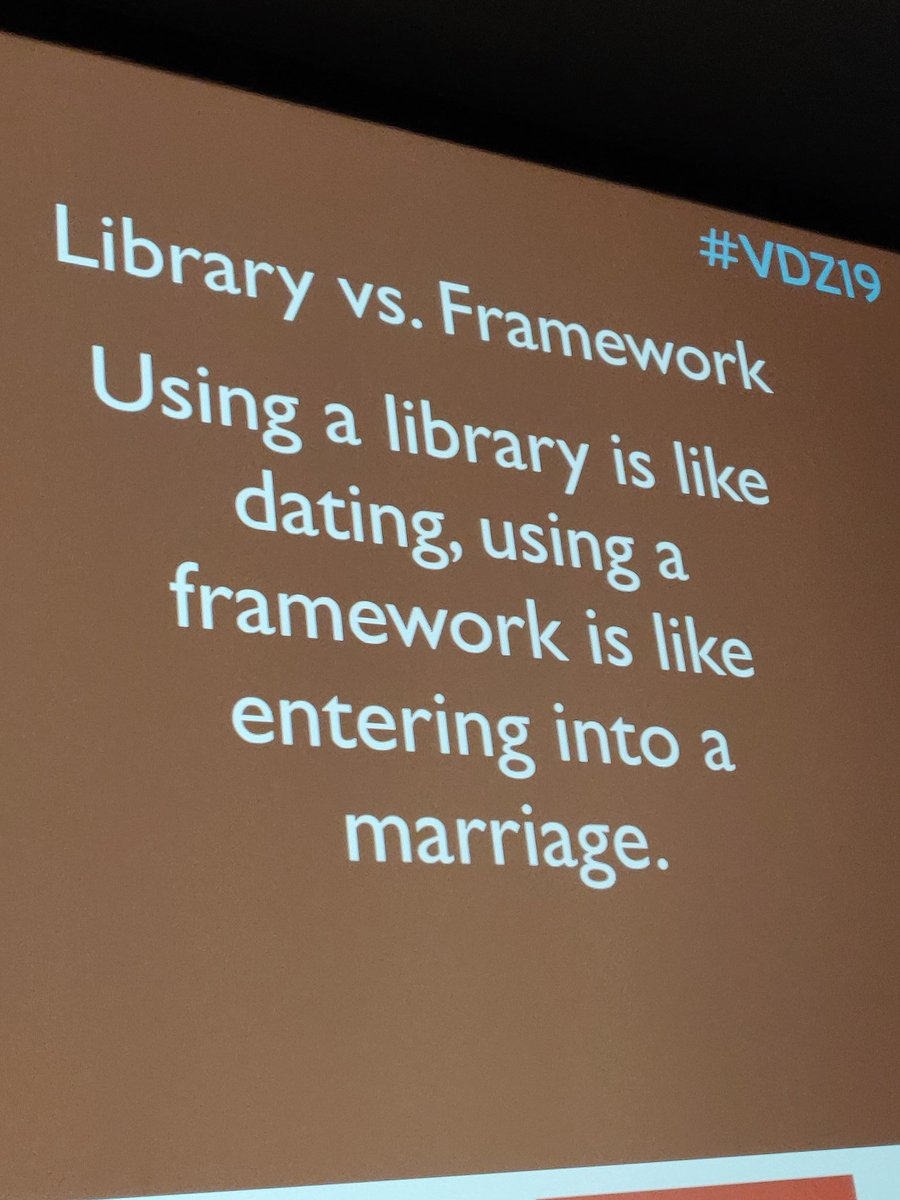 #VDZ19
Library vs. Framework
Using a library is like
dating, using a
framework is like
entering into a
marriage.